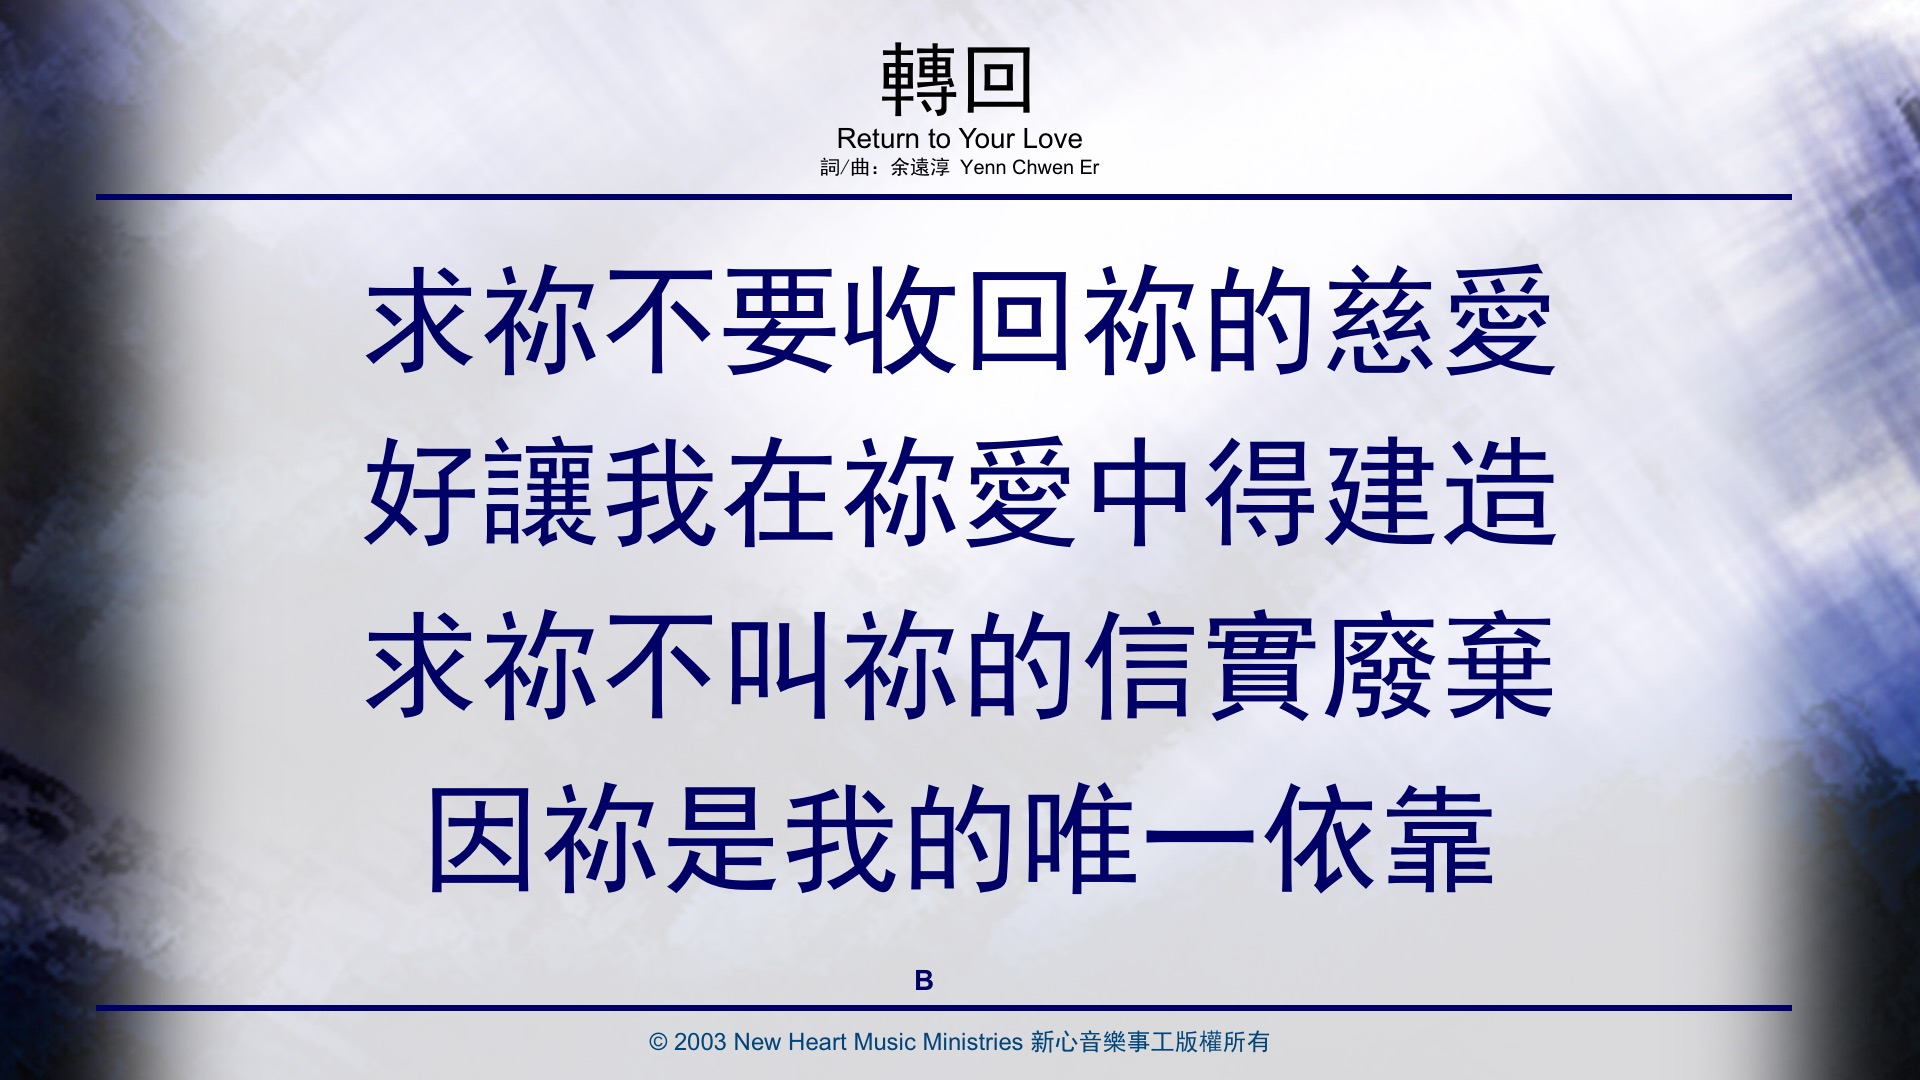 轉回
Return to Your Love
詞/曲：余遠淳 Yenn Chwen Er
求祢不要收回祢的慈愛
好讓我在祢愛中得建造
求祢不叫祢的信實廢棄
因祢是我的唯一依靠
B
© 2003 New Heart Music Ministries 新心音樂事工版權所有